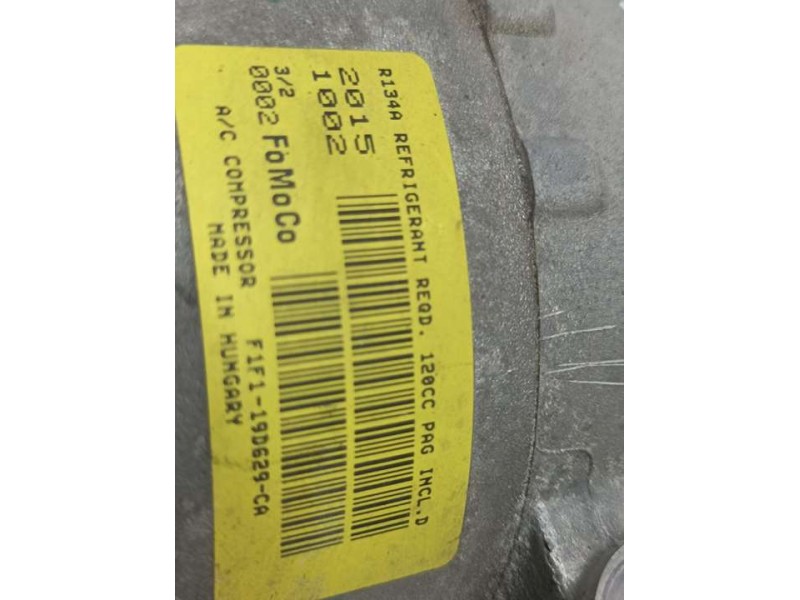 R134A REFRIGERANT REQD. 120CC PAG INCL.D
2015
1002
3/2
0002 FoMoCo
A/C COMPRESSOR F1F1-19D629-CA
MADE IN HUNGARY